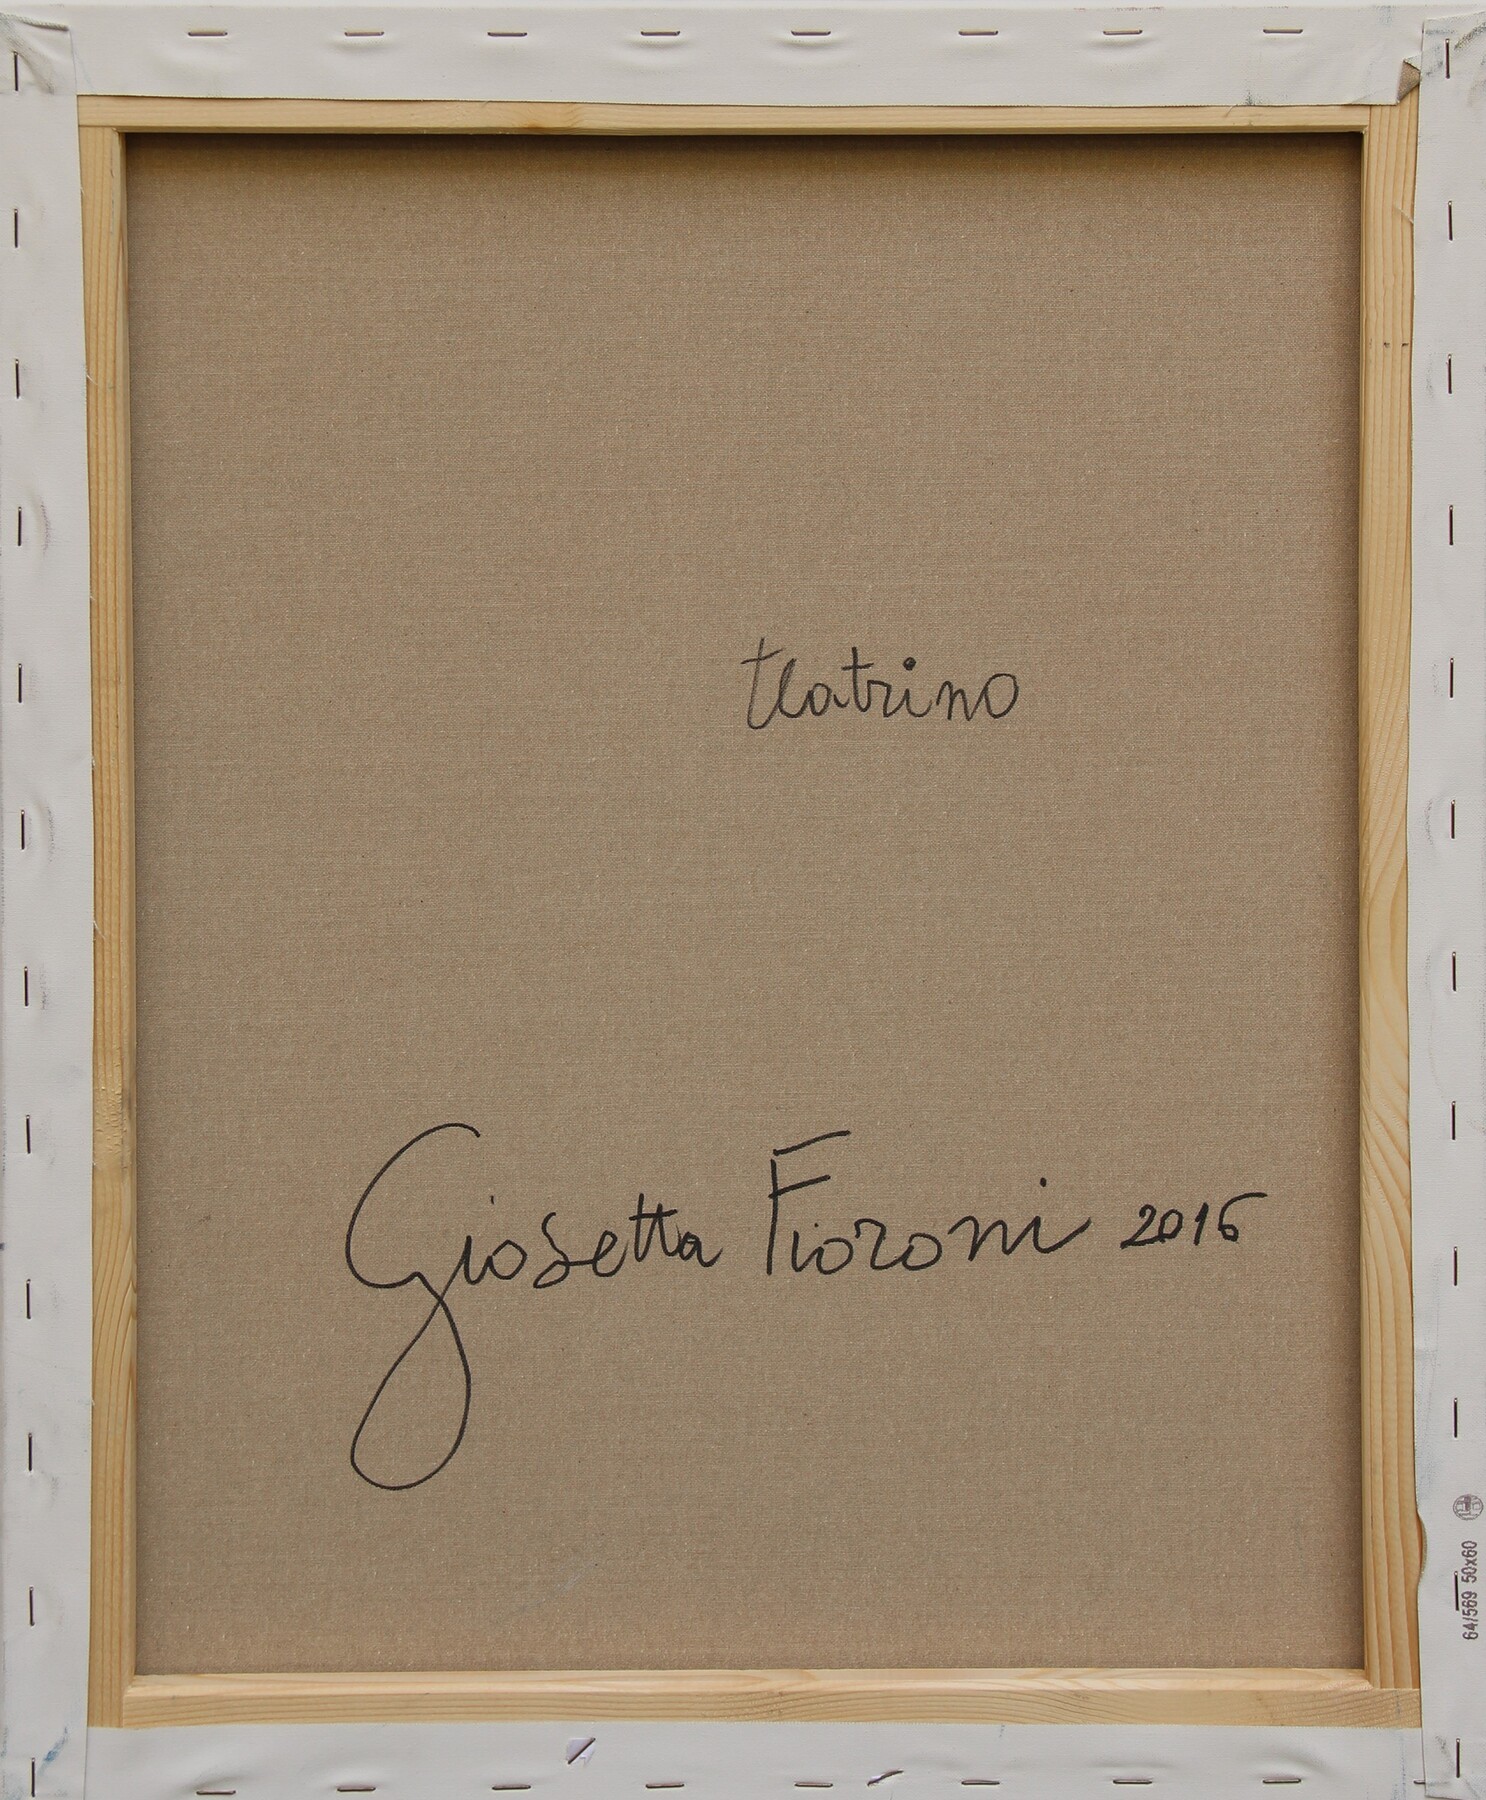 teatrino
Giosetta Fioroni 2016
64/569 50x60